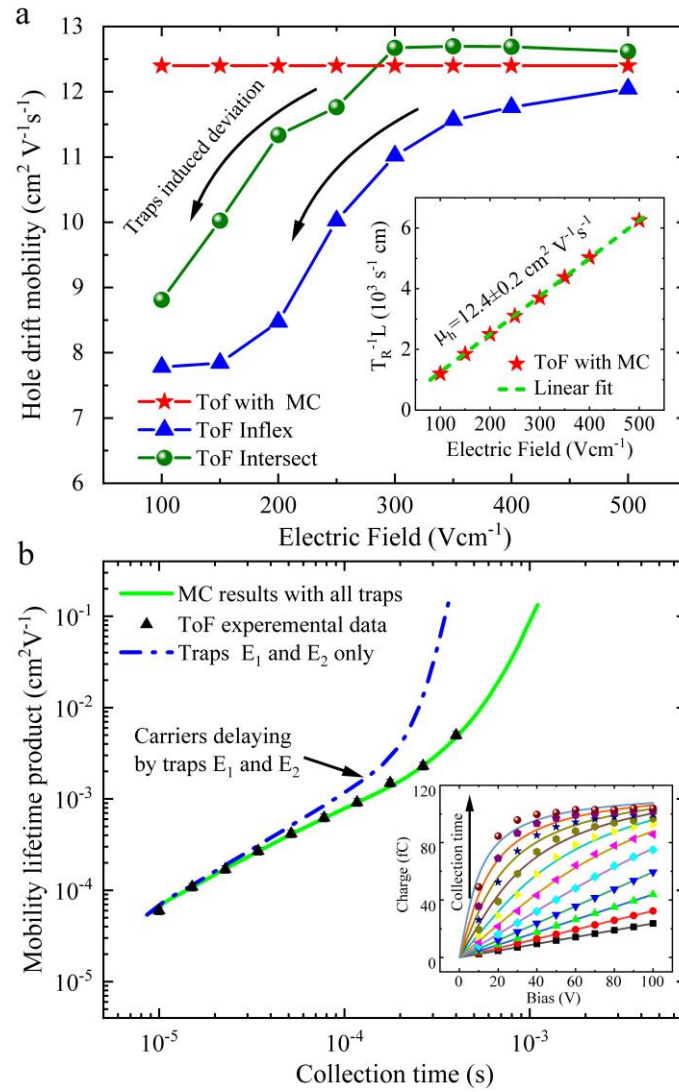 a
13
12
11
10
9
8
7
6
Hole drift mobility (cm² V⁻¹s⁻¹)
Traps induced deviation
Tof with MC
ToF Inflex
ToF Intersect
6
4
2
0
T_R⁻¹L (10³ s⁻¹ cm)
μ_h=12.4±0.2 cm² V⁻¹s⁻¹
ToF with MC
Linear fit
100 200 300 400 500
Electric Field (Vcm⁻¹)
100 200 300 400 500
Electric Field (Vcm⁻¹)
b
10⁻¹
10⁻²
10⁻³
10⁻⁴
10⁻⁵
Mobility lifetime product (cm²V⁻¹)
MC results with all traps
ToF experemental data
Traps E₁ and E₂ only
Carriers delaying
by traps E₁ and E₂
120
80
40
0
Charge (fC)
Collection time
0 20 40 60 80 100
Bias (V)
10⁻⁵ 10⁻⁴ 10⁻³
Collection time (s)